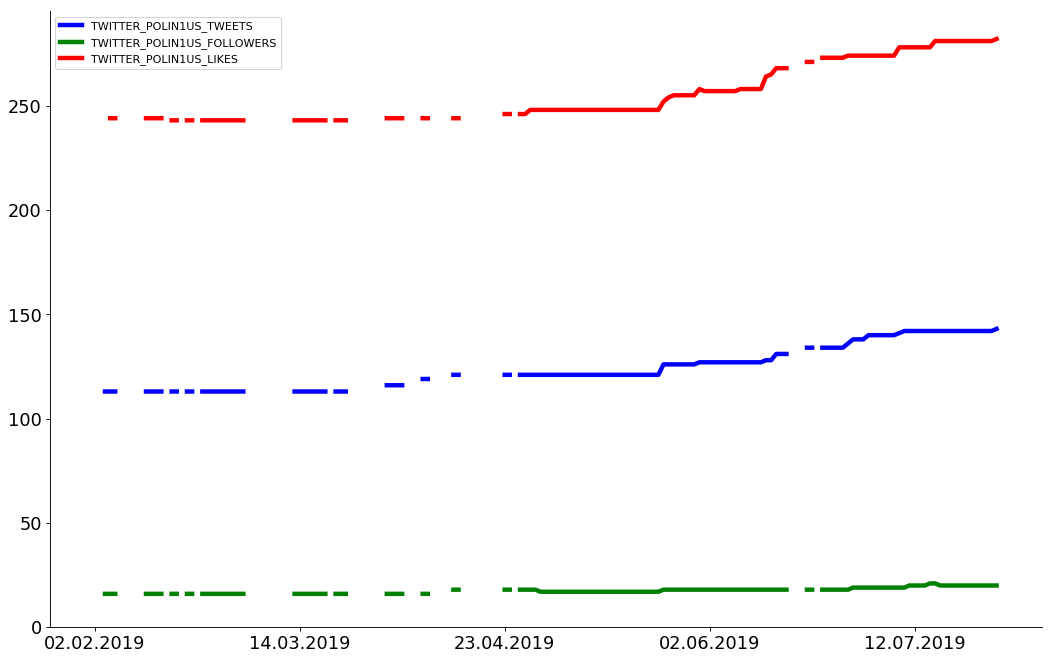 TWITTER_POLIN1US_TWEETS
TWITTER_POLIN1US_FOLLOWERS
TWITTER_POLIN1US_LIKES
250
200
150
100
50
0
02.02.2019 14.03.2019 23.04.2019 02.06.2019 12.07.2019